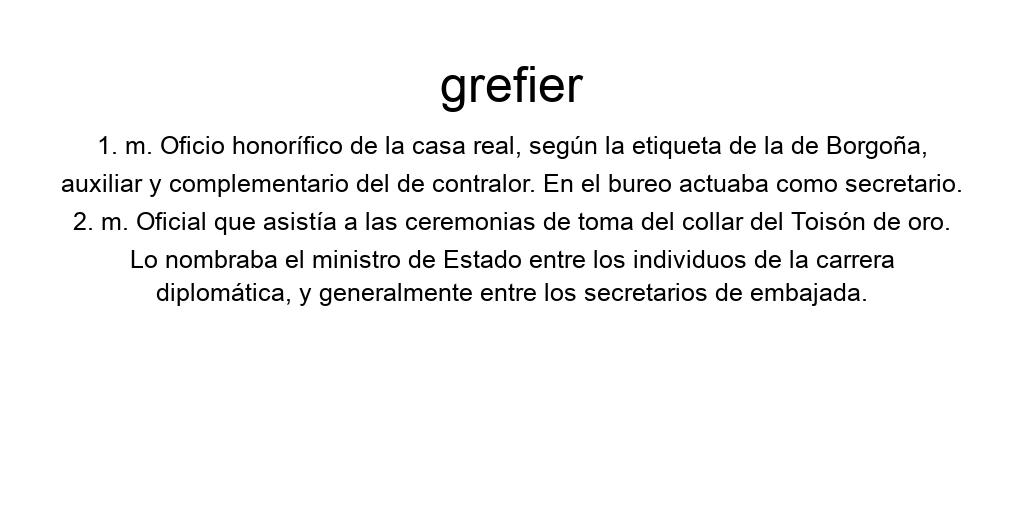 grefier
1. m. Oficio honorífico de la casa real, según la etiqueta de la de Borgoña,
auxiliar y complementario del de contralor. En el bureo actuaba como secretario.
2. m. Oficial que asistía a las ceremonias de toma del collar del Toisón de oro.
Lo nombraba el ministro de Estado entre los individuos de la carrera
diplomática, y generalmente entre los secretarios de embajada.